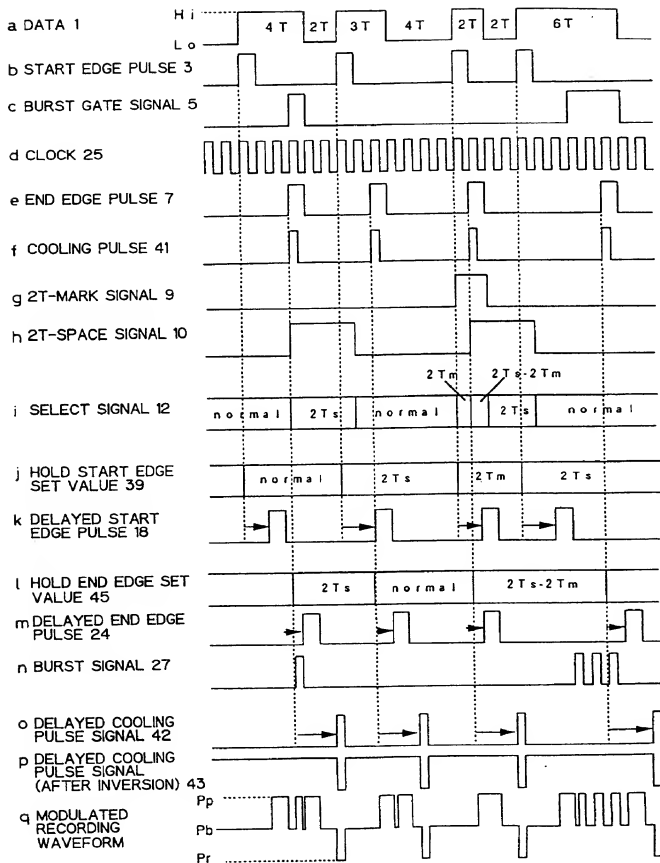 Hi
a DATA 1 4T 2T 3T 4T 2T 2T 6T
Lo
b START EDGE PULSE 3
c BURST GATE SIGNAL 5
d CLOCK 25
e END EDGE PULSE 7
f COOLING PULSE 41
g 2T-MARK SIGNAL 9
h 2T-SPACE SIGNAL 10
2Tm 2Ts-2Tm
i SELECT SIGNAL 12 normal 2Ts normal 2Ts normal
j HOLD START EDGE
SET VALUE 39 normal 2Ts 2Tm 2Ts
k DELAYED START
EDGE PULSE 18
l HOLD END EDGE SET
VALUE 45 2Ts normal 2Ts-2Tm
m DELAYED END EDGE
PULSE 24
n BURST SIGNAL 27
o DELAYED COOLING
PULSE SIGNAL 42
p DELAYED COOLING
PULSE SIGNAL
(AFTER INVERSION) 43
Pp
q MODULATED
RECORDING Pb
WAVEFORM
Pr